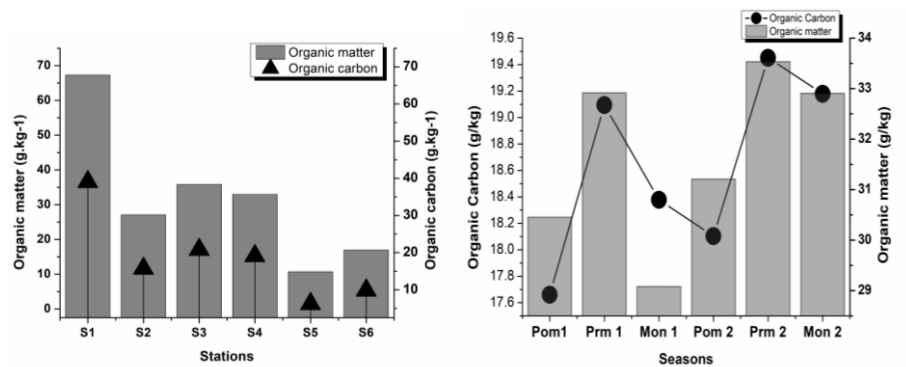 Organic matter
Organic carbon
Organic matter (g.kg-1)
70
60
50
40
30
20
10
0
Organic carbon (g.kg-1)
70
60
50
40
30
20
10
S1 S2 S3 S4 S5 S6
Stations
Organic Carbon
Organic matter
Organic Carbon (g/kg)
19.6
19.4
19.2
19.0
18.8
18.6
18.4
18.2
18.0
17.8
17.6
Organic matter (g/kg)
34
33
32
31
30
29
Pom1 Prm 1 Mon 1 Pom 2 Prm 2 Mon 2
Seasons